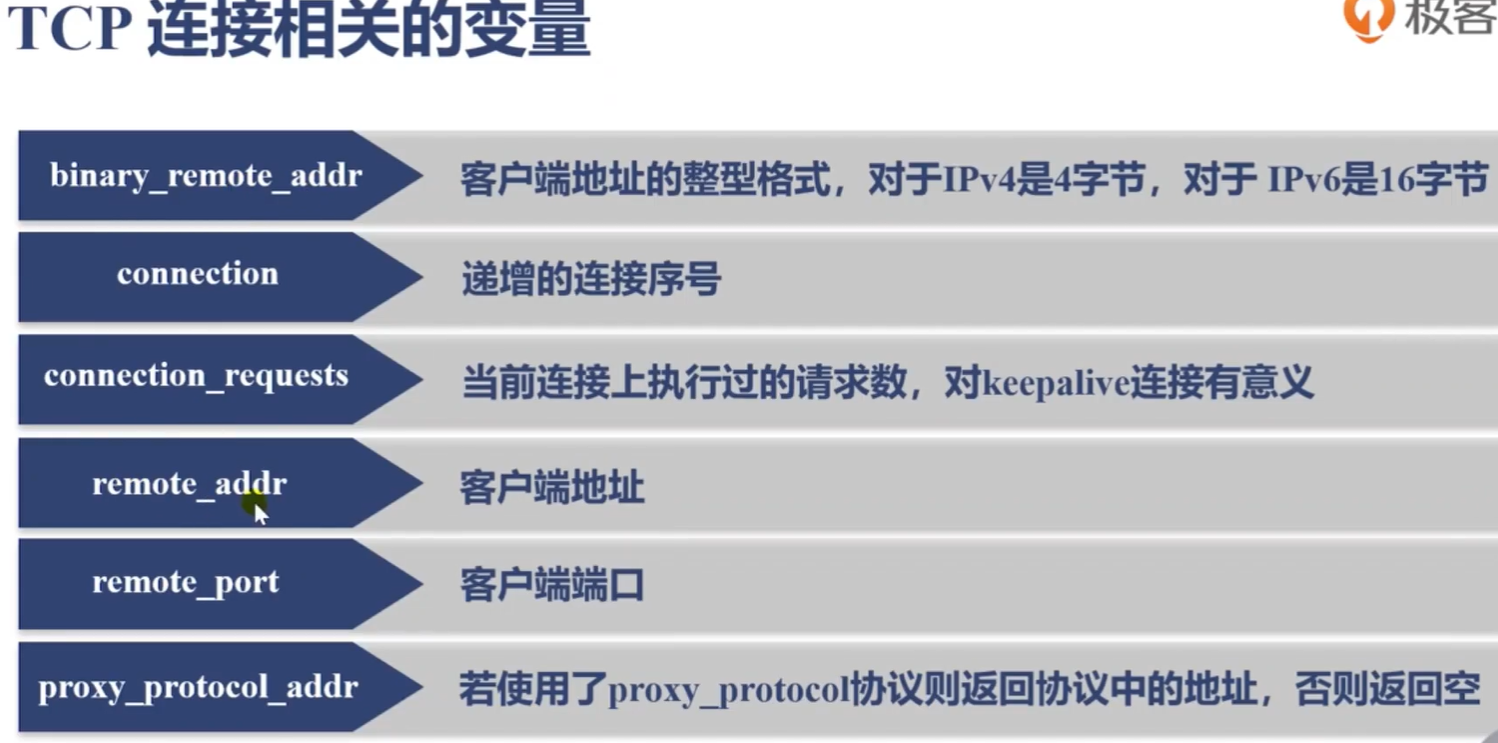 TCP 连接相关的变量
极客
binary_remote_addr
客户端地址的整型格式，对于IPv4是4字节，对于 IPv6是16字节
connection
递增的连接序号
connection_requests
当前连接上执行过的请求数，对keepalive连接有意义
remote_addr
客户端地址
remote_port
客户端端口
proxy_protocol_addr
若使用了proxy_protocol协议则返回协议中的地址，否则返回空